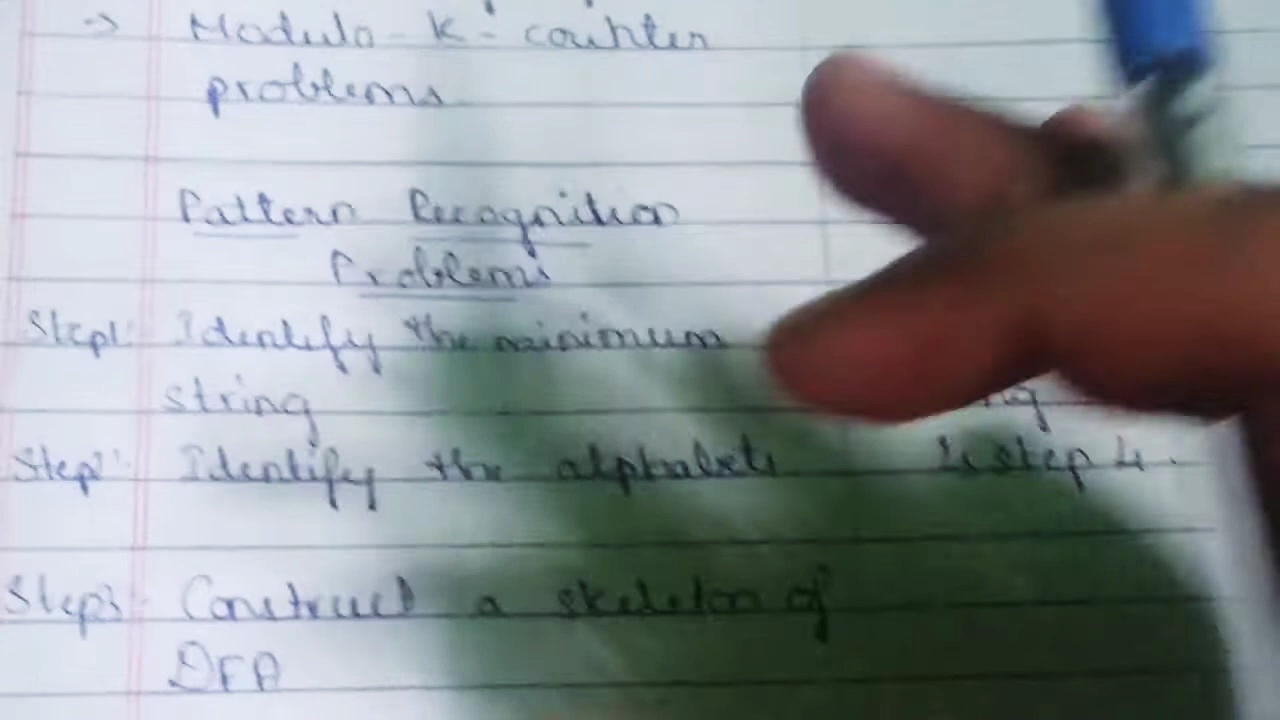 → Modulo - K - counter
problems
Pattern Recognition
Problems
Step1: Identify the minimum
string
Step2: Identify the alphabets & step 4.
Step3: Construct a skeleton of
DFA